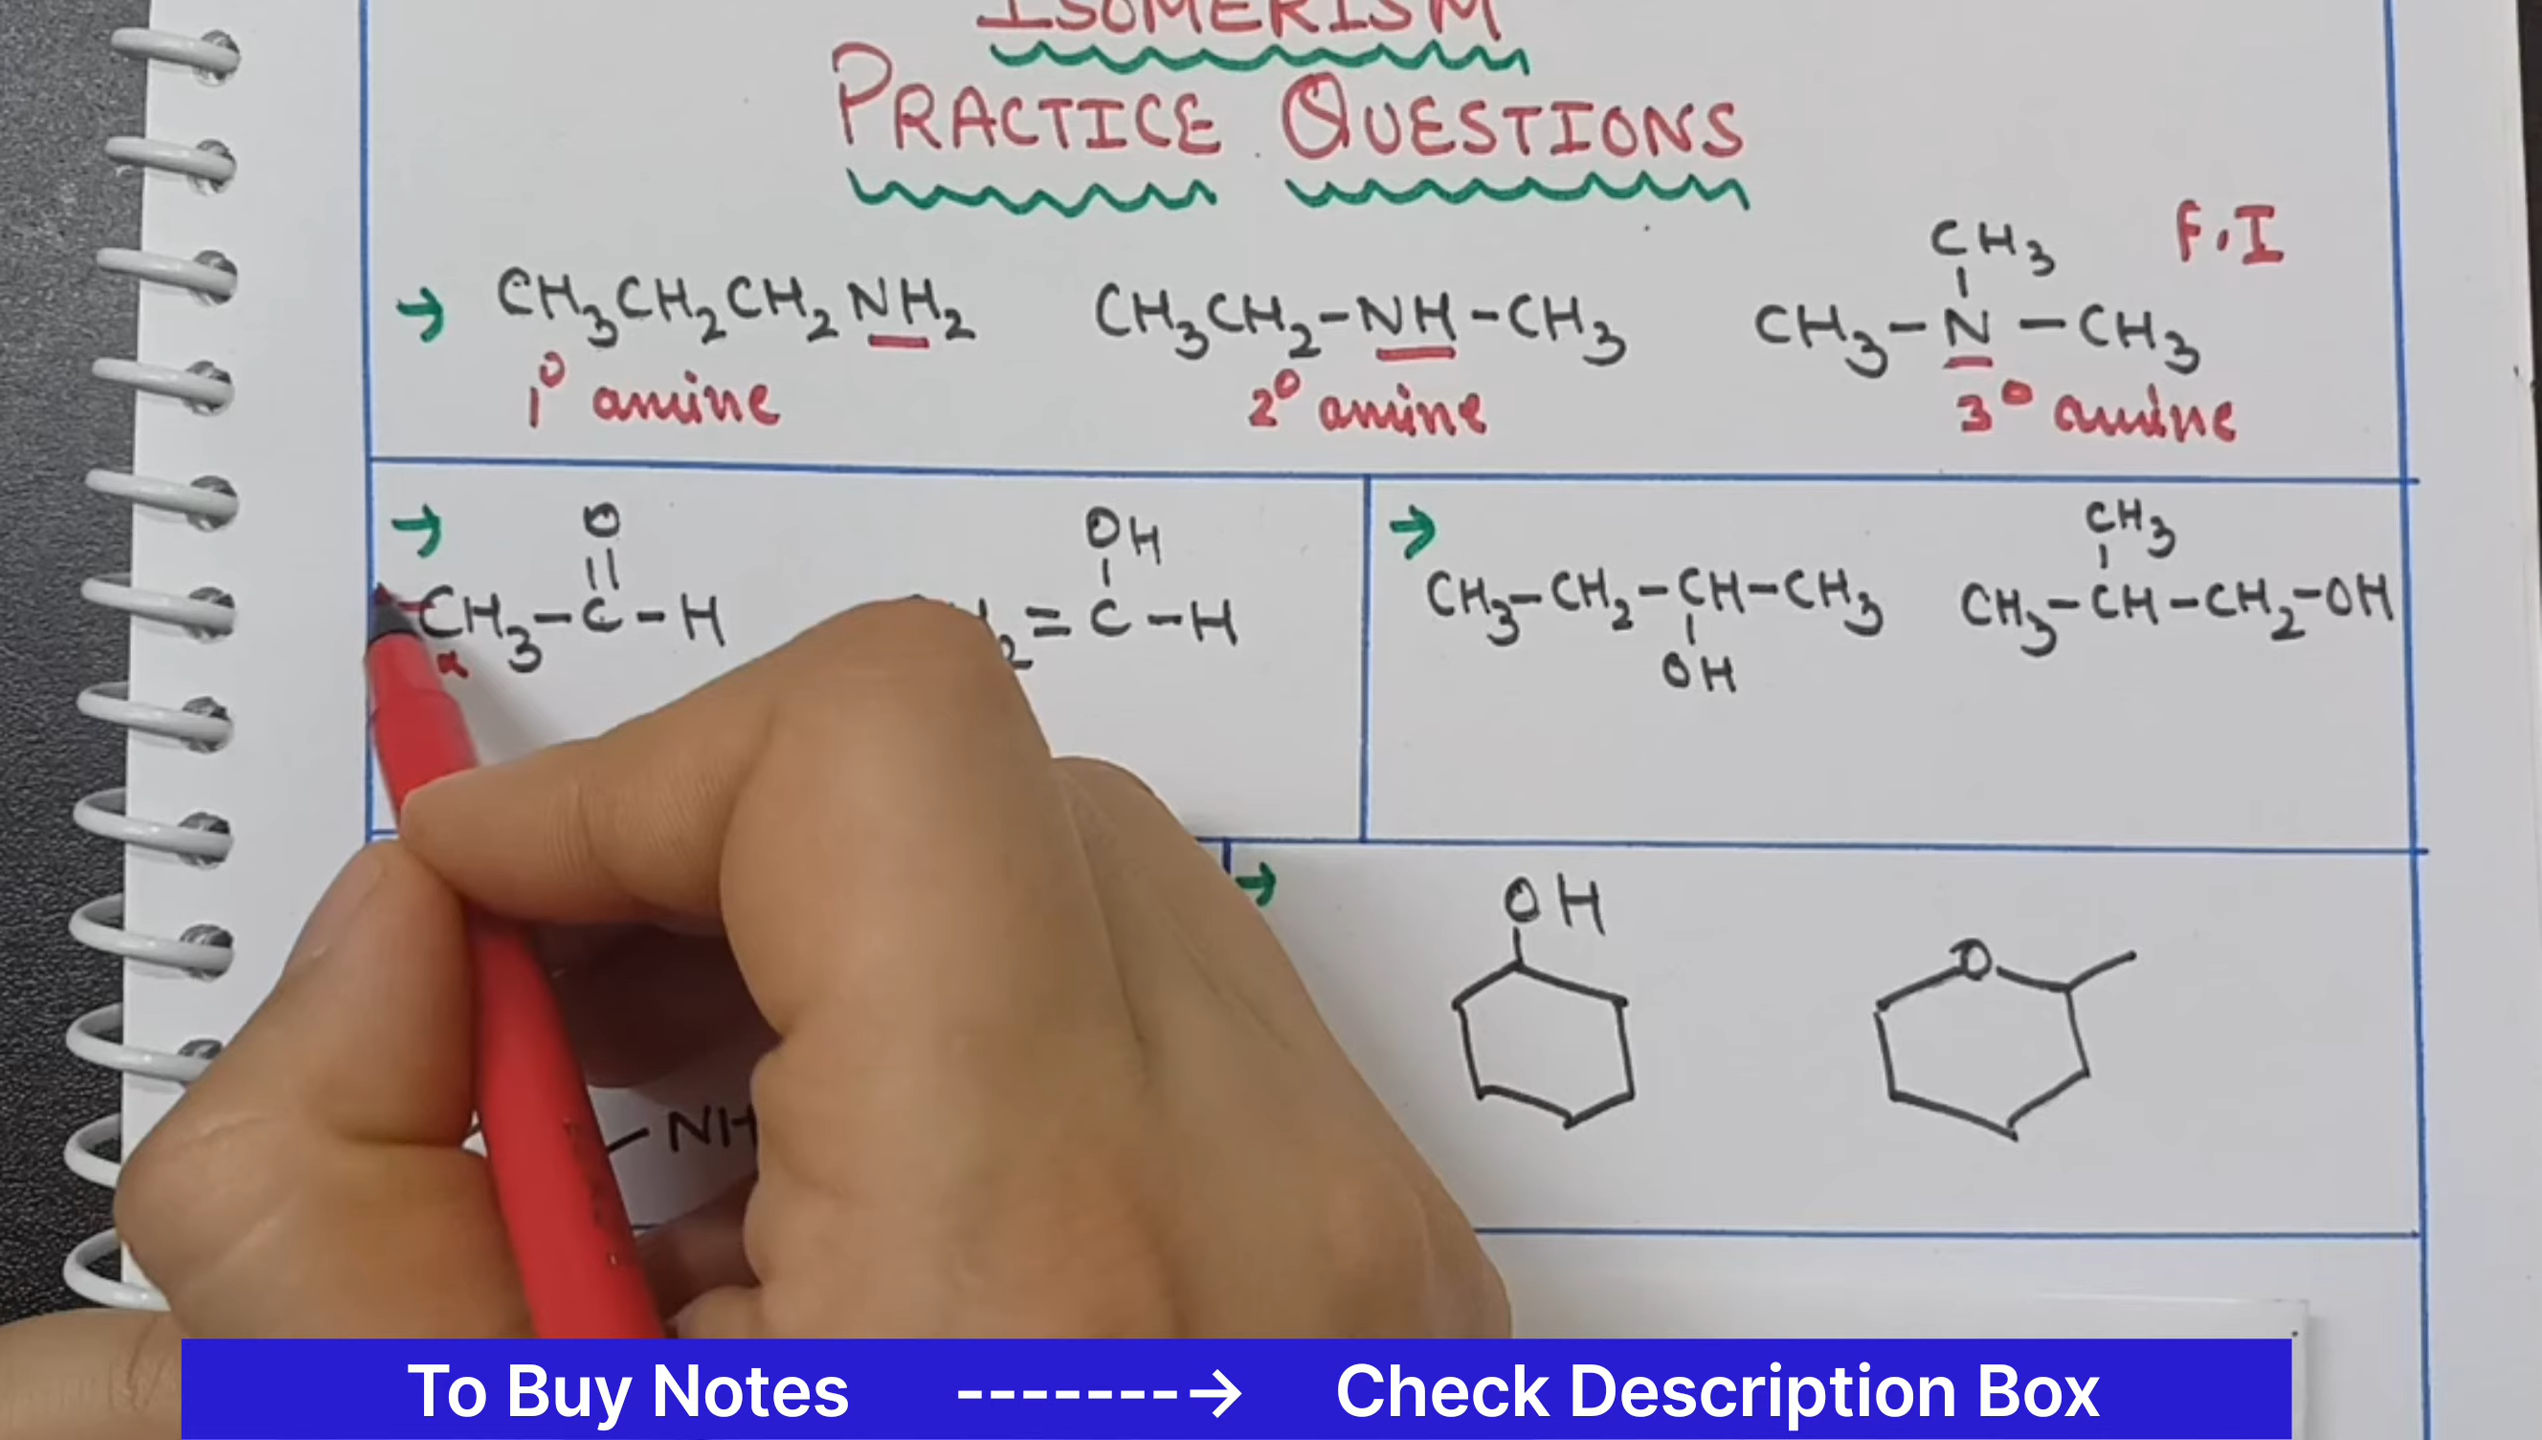 ISOMERISM
PRACTICE QUESTIONS
F.I
→ CH₃CH₂CH₂NH₂ CH₃CH₂-NH-CH₃ CH₃-N(CH₃)-CH₃
1° amine 2° amine 3° amine
→ CH₃-C(=O)-H =C(OH)-H
α
→ CH₃-CH₂-CH(OH)-CH₃ CH₃-CH(CH₃)-CH₂-OH
→ OH O
To Buy Notes -------→ Check Description Box